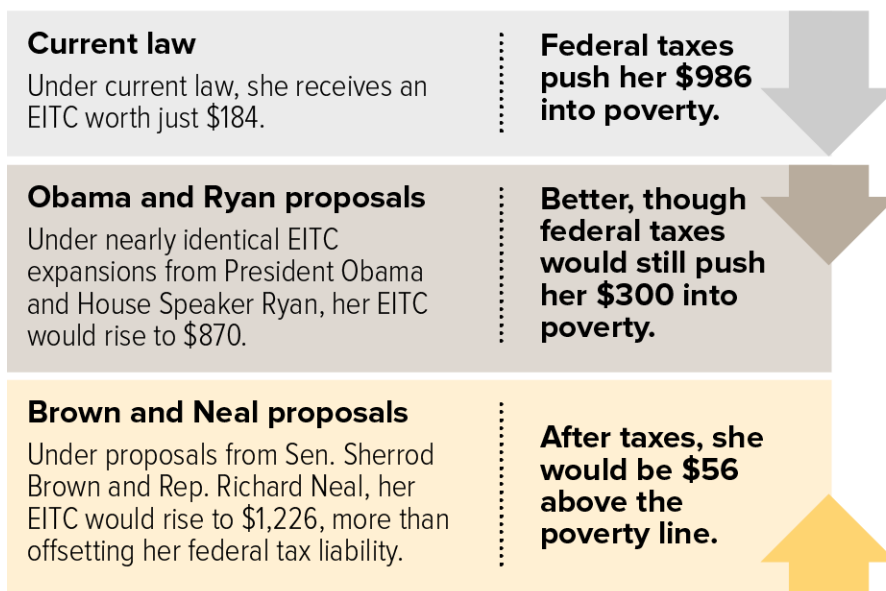 Current law
Under current law, she receives an
EITC worth just $184.
Federal taxes
push her $986
into poverty.
Obama and Ryan proposals
Under nearly identical EITC
expansions from President Obama
and House Speaker Ryan, her EITC
would rise to $870.
Better, though
federal taxes
would still push
her $300 into
poverty.
Brown and Neal proposals
Under proposals from Sen. Sherrod
Brown and Rep. Richard Neal, her
EITC would rise to $1,226, more than
offsetting her federal tax liability.
After taxes, she
would be $56
above the
poverty line.